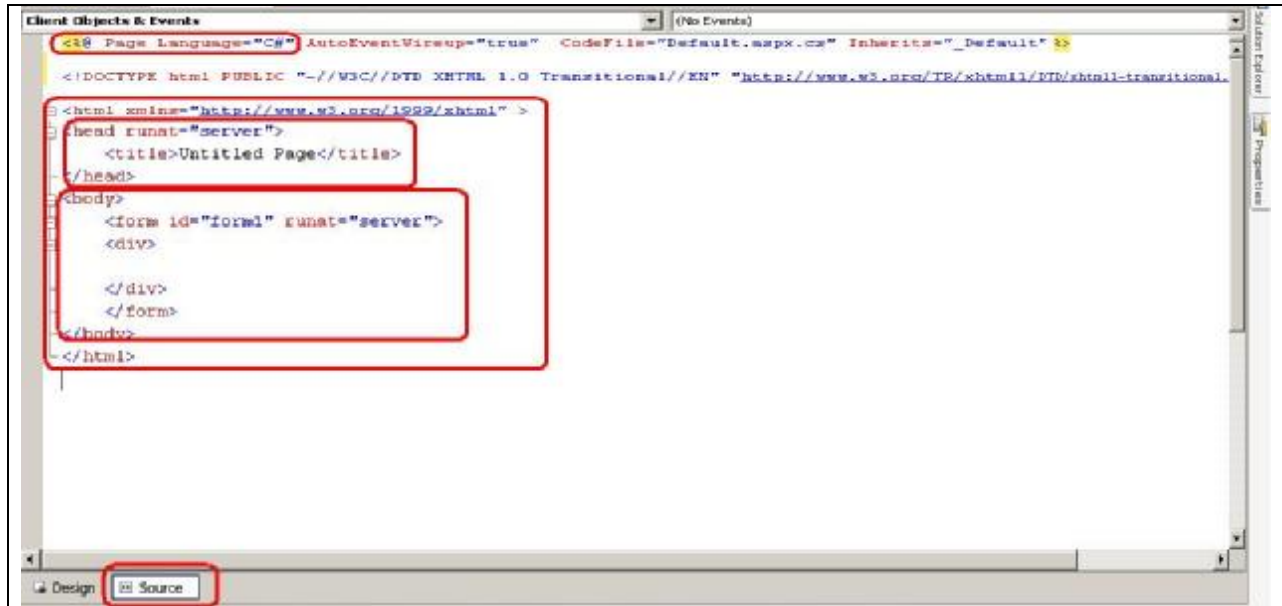 Client Objects & Events
(No Events)
<%@ Page Language="C#" AutoEventWireup="true" CodeFile="Default.aspx.cs" Inherits="_Default" %>
<!DOCTYPE html PUBLIC "-//W3C//DTD XHTML 1.0 Transitional//EN" "http://www.w3.org/TR/xhtml1/DTD/xhtml1-transitional.
<html xmlns="http://www.w3.org/1999/xhtml" >
<head runat="server">
<title>Untitled Page</title>
</head>
<body>
<form id="form1" runat="server">
<div>
</div>
</form>
</body>
</html>
Design
Source
Solution Explorer
Properties